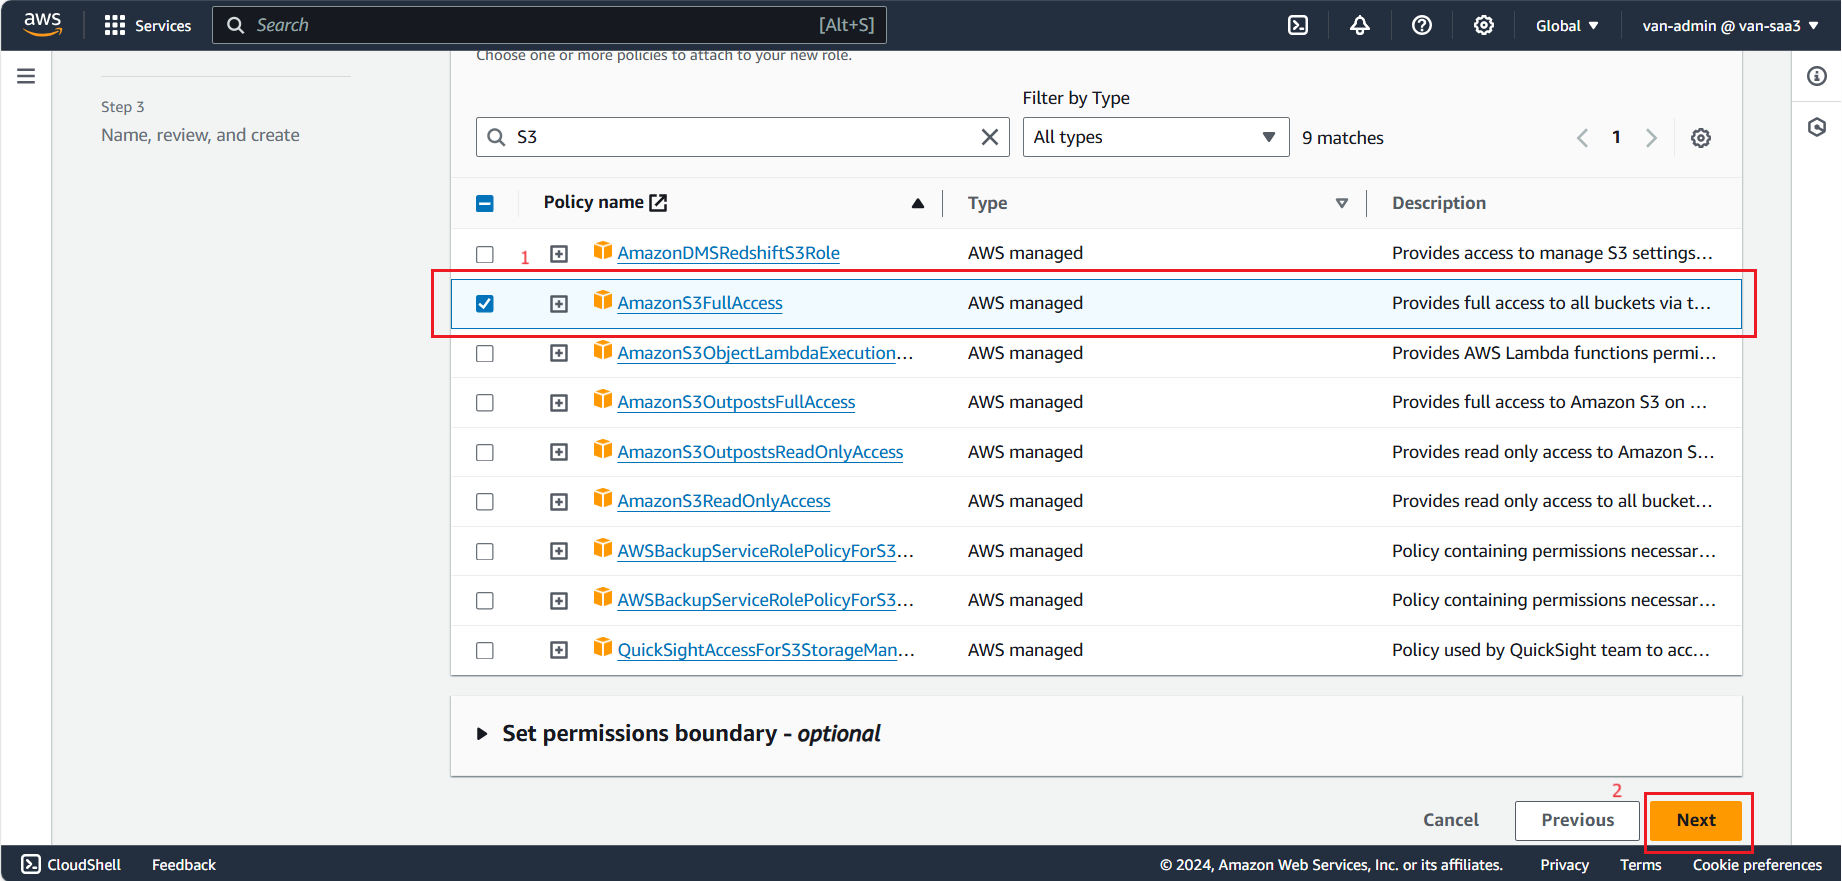 aws
Services
Search
[Alt+S]
Global
van-admin @ van-saa3
Choose one or more policies to attach to your new role.
Step 3
Name, review, and create
Filter by Type
S3
All types
9 matches
1
Policy name
Type
Description
AmazonDMSRedshiftS3Role
AWS managed
Provides access to manage S3 settings...
1
AmazonS3FullAccess
AWS managed
Provides full access to all buckets via t...
AmazonS3ObjectLambdaExecution...
AWS managed
Provides AWS Lambda functions permi...
AmazonS3OutpostsFullAccess
AWS managed
Provides full access to Amazon S3 on ...
AmazonS3OutpostsReadOnlyAccess
AWS managed
Provides read only access to Amazon S...
AmazonS3ReadOnlyAccess
AWS managed
Provides read only access to all bucket...
AWSBackupServiceRolePolicyForS3...
AWS managed
Policy containing permissions necessar...
AWSBackupServiceRolePolicyForS3...
AWS managed
Policy containing permissions necessar...
QuickSightAccessForS3StorageMan...
AWS managed
Policy used by QuickSight team to acc...
Set permissions boundary - optional
2
Cancel
Previous
Next
CloudShell
Feedback
© 2024, Amazon Web Services, Inc. or its affiliates.
Privacy
Terms
Cookie preferences